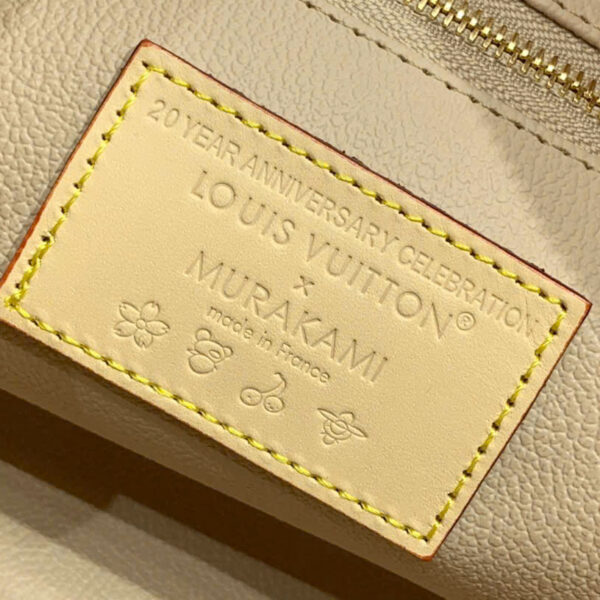 20 YEAR ANNIVERSARY CELEBRATION
LOUIS VUITTON®
×
MURAKAMI
made in France